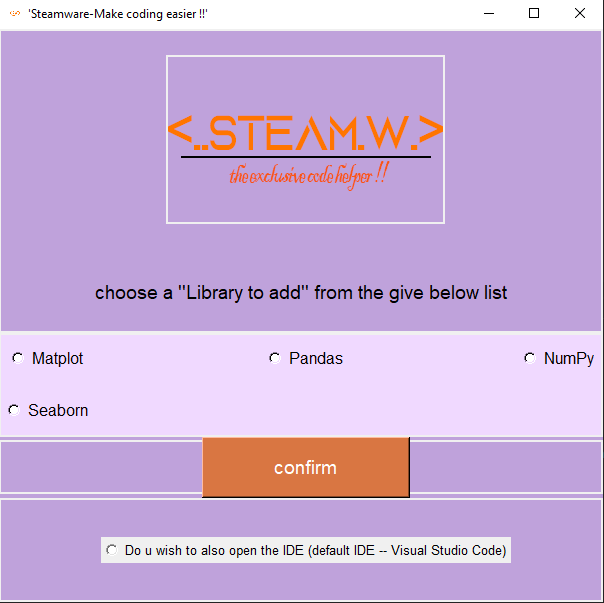 'Steamware-Make coding easier !!'
<..STEAM.W.>
the exclusive code helper !!
choose a "Library to add" from the give below list
Matplot Pandas NumPy
Seaborn
confirm
Do u wish to also open the IDE (default IDE -- Visual Studio Code)